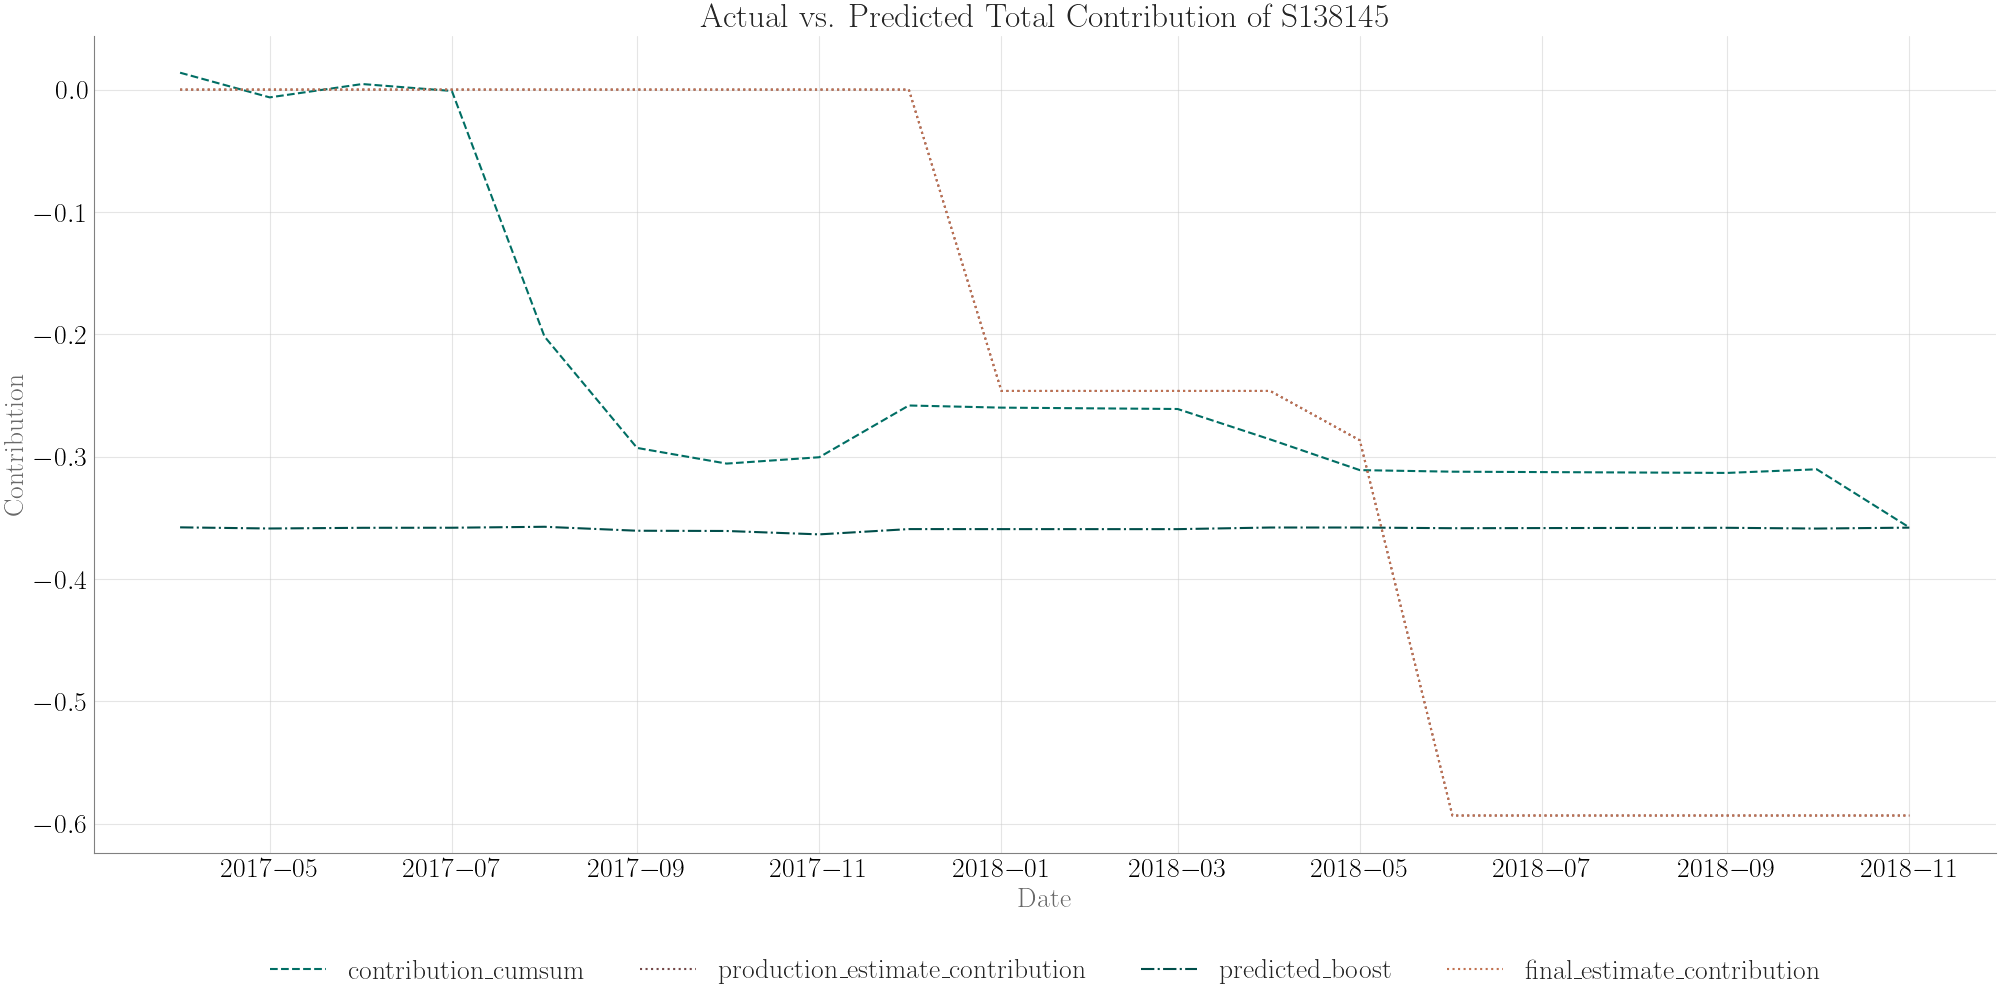 Actual vs. Predicted Total Contribution of S138145
0.0
−0.1
−0.2
−0.3
−0.4
−0.5
−0.6
Contribution
2017−05 2017−07 2017−09 2017−11 2018−01 2018−03 2018−05 2018−07 2018−09 2018−11
Date
contribution_cumsum production_estimate_contribution predicted_boost final_estimate_contribution